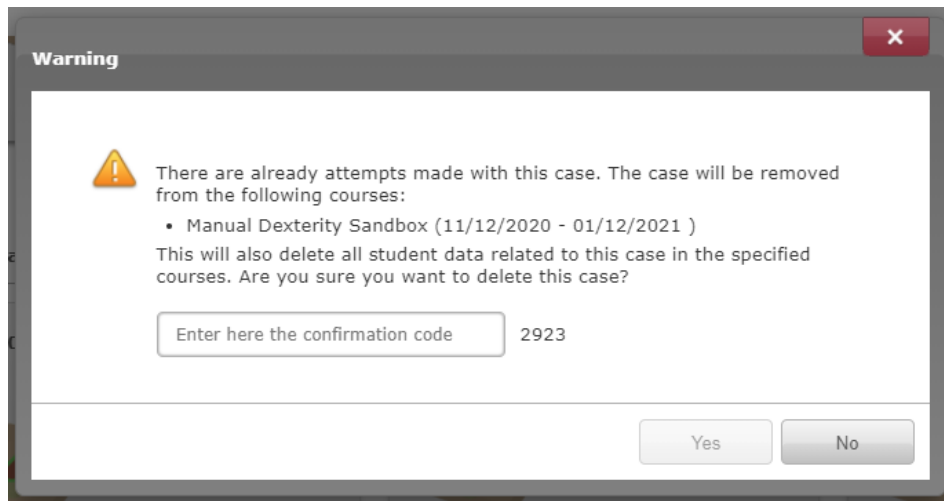 Warning
There are already attempts made with this case. The case will be removed
from the following courses:
• Manual Dexterity Sandbox (11/12/2020 - 01/12/2021 )
This will also delete all student data related to this case in the specified
courses. Are you sure you want to delete this case?
Enter here the confirmation code 2923
Yes No